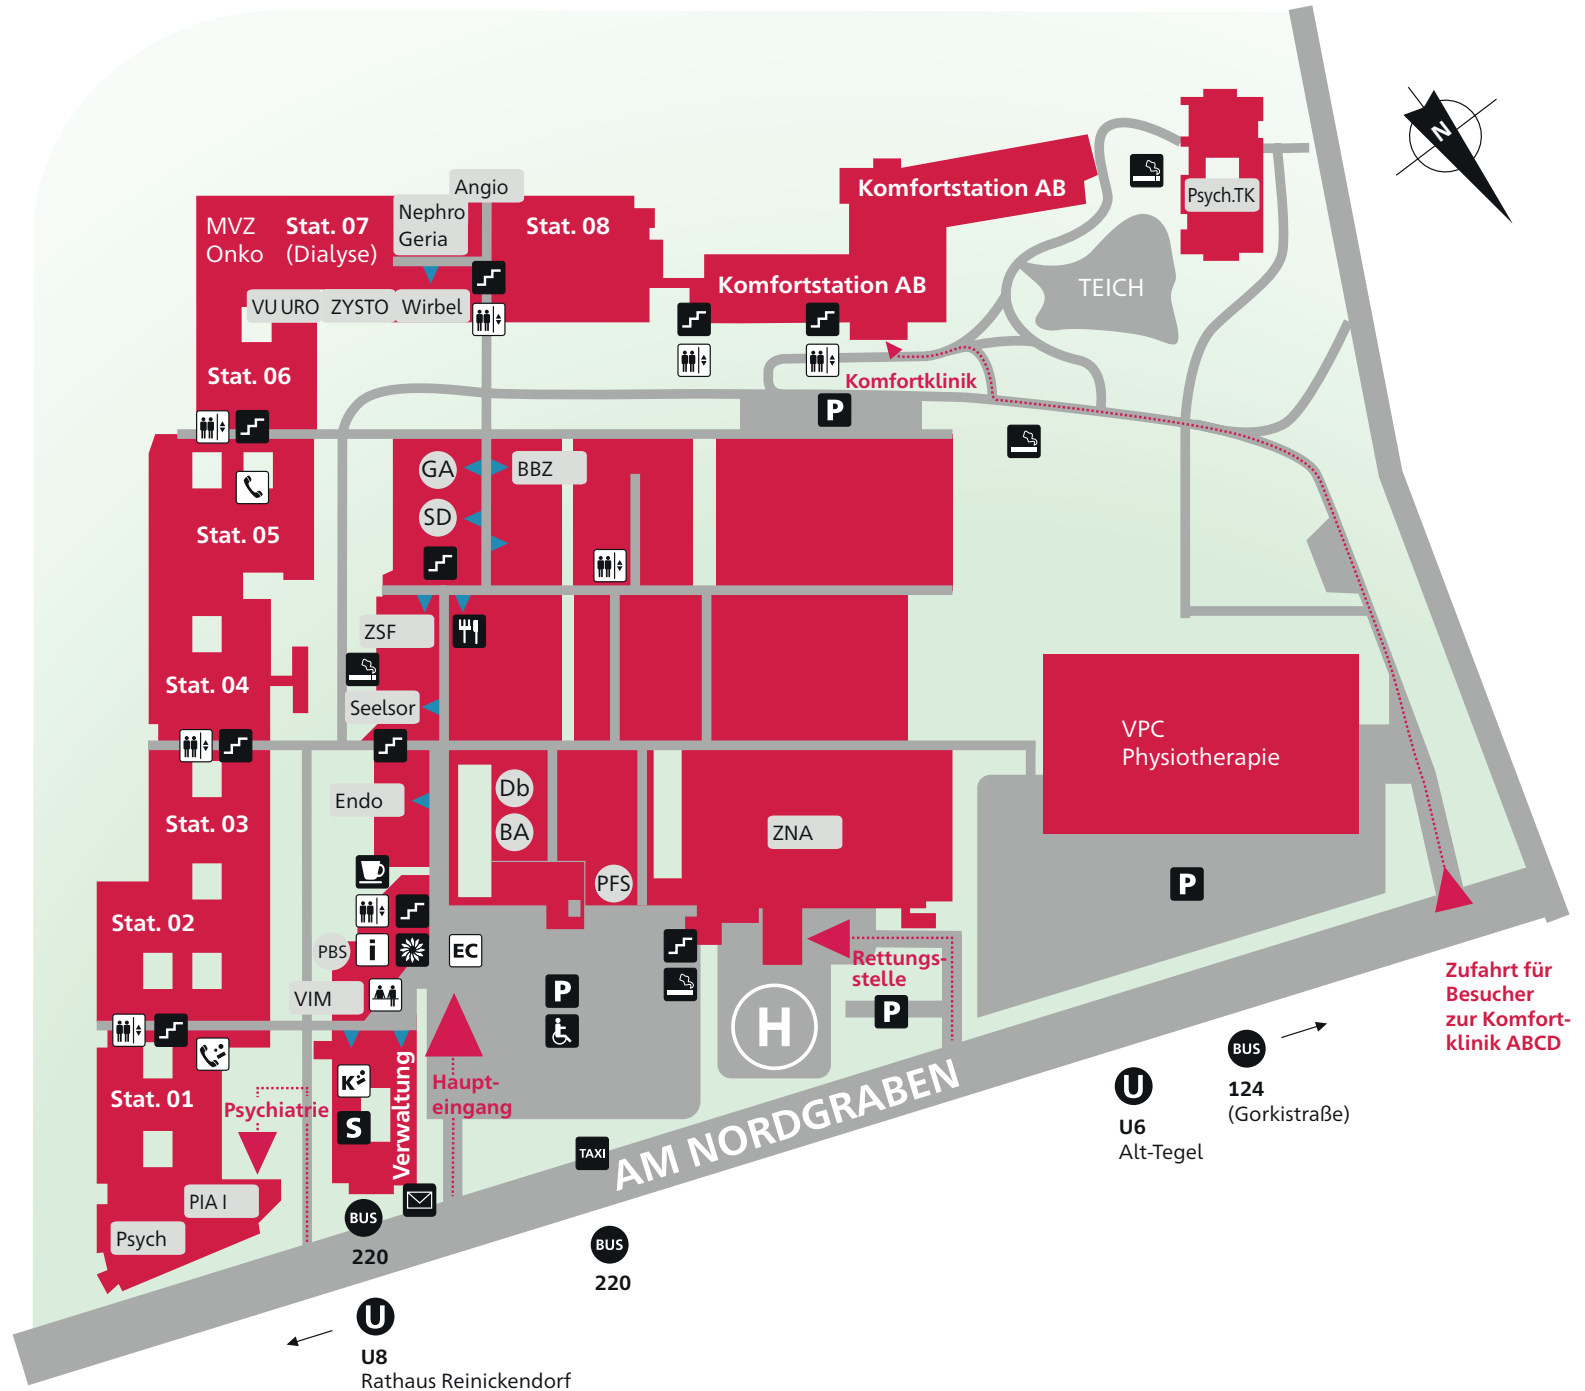 N
Angio
Nephro
Geria
MVZ
Onko
Stat. 07
(Dialyse)
Stat. 08
Komfortstation AB
Komfortstation AB
Psych.TK
TEICH
VU URO
ZYSTO
Wirbel
Stat. 06
Komfortklinik
P
GA
BBZ
SD
Stat. 05
ZSF
Stat. 04
Seelsor
VPC
Physiotherapie
Endo
Db
BA
ZNA
Stat. 03
PFS
P
Stat. 02
PBS
i
EC
VIM
P
Rettungs-
stelle
P
H
Zufahrt für
Besucher
zur Komfort-
klinik ABCD
Stat. 01
Psychiatrie
K
S
Verwaltung
Haupt-
eingang
AM NORDGRABEN
TAXI
BUS
124
(Gorkistraße)
U
U6
Alt-Tegel
PIA I
Psych
BUS
220
BUS
220
U
U8
Rathaus Reinickendorf